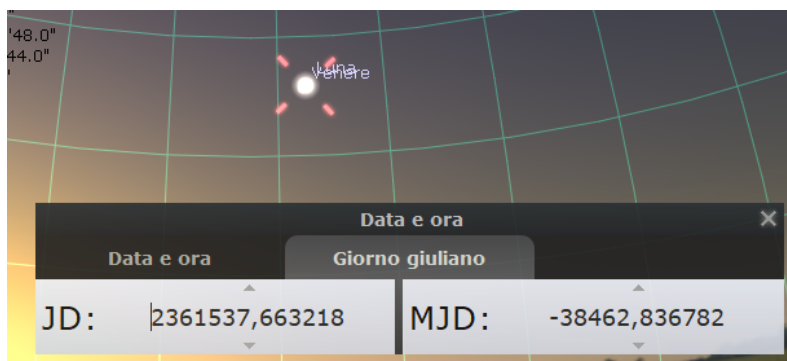 '48.0"
44.0"
Luna
Venere
Data e ora
Data e ora
Giorno giuliano
JD: 2361537,663218
MJD: -38462,836782